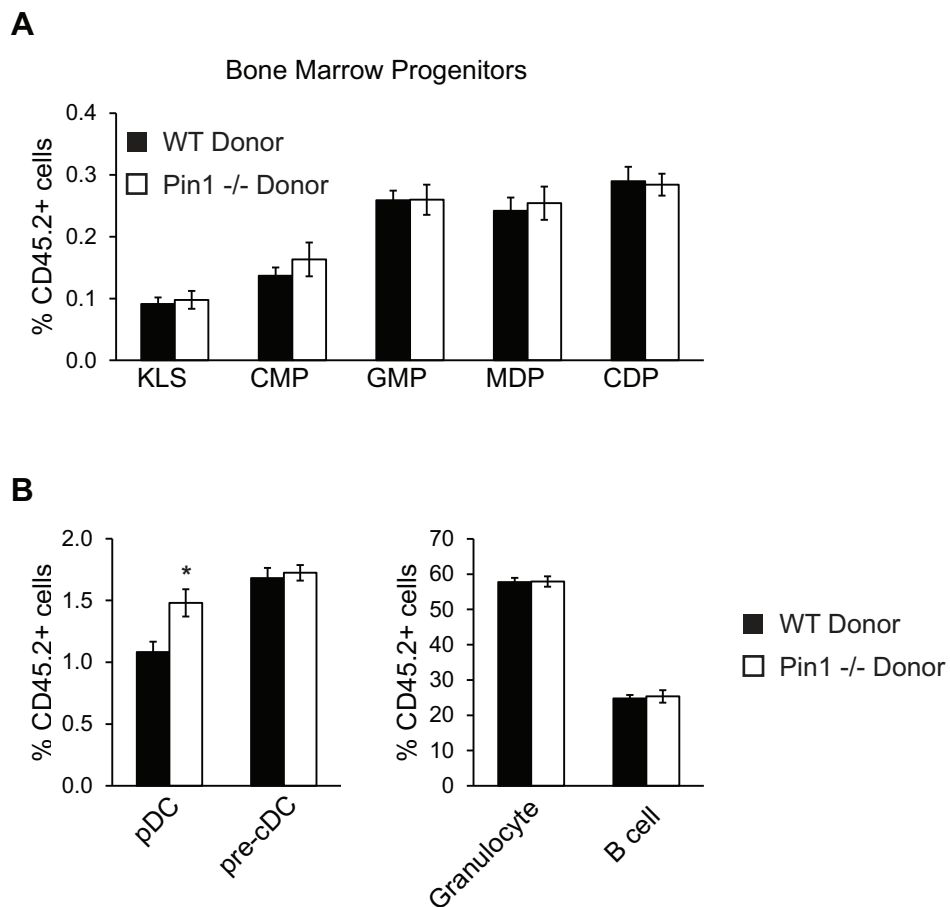 A
Bone Marrow Progenitors
% CD45.2+ cells
0.4
0.3
0.2
0.1
0.0
WT Donor
Pin1 -/- Donor
KLS CMP GMP MDP CDP
B
% CD45.2+ cells
2.0
1.5
1.0
0.5
0.0
*
pDC pre-cDC
% CD45.2+ cells
70
60
50
40
30
20
10
0
Granulocyte B cell
WT Donor
Pin1 -/- Donor